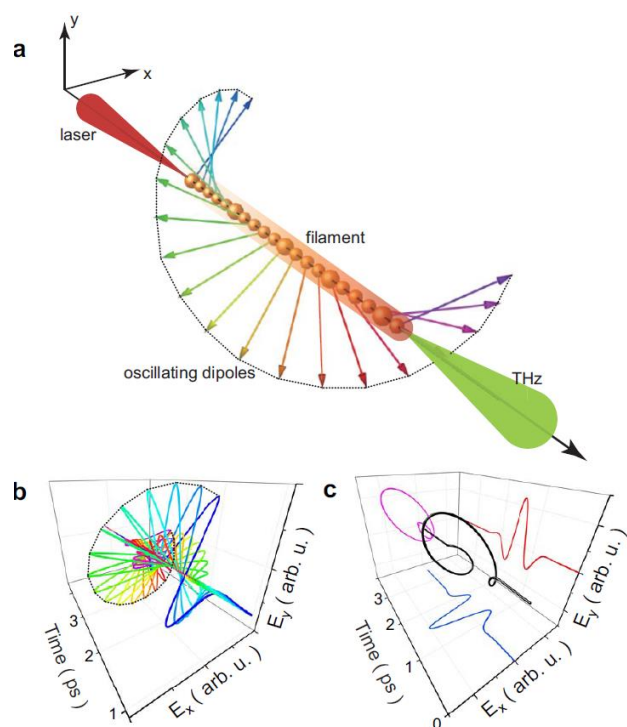 a
y
x
laser
filament
oscillating dipoles
THz
b
3
2
1
Time ( ps )
E_x ( arb. u. )
E_y ( arb. u. )
c
3
2
1
0
Time ( ps )
E_x ( arb. u. )
E_y ( arb. u. )